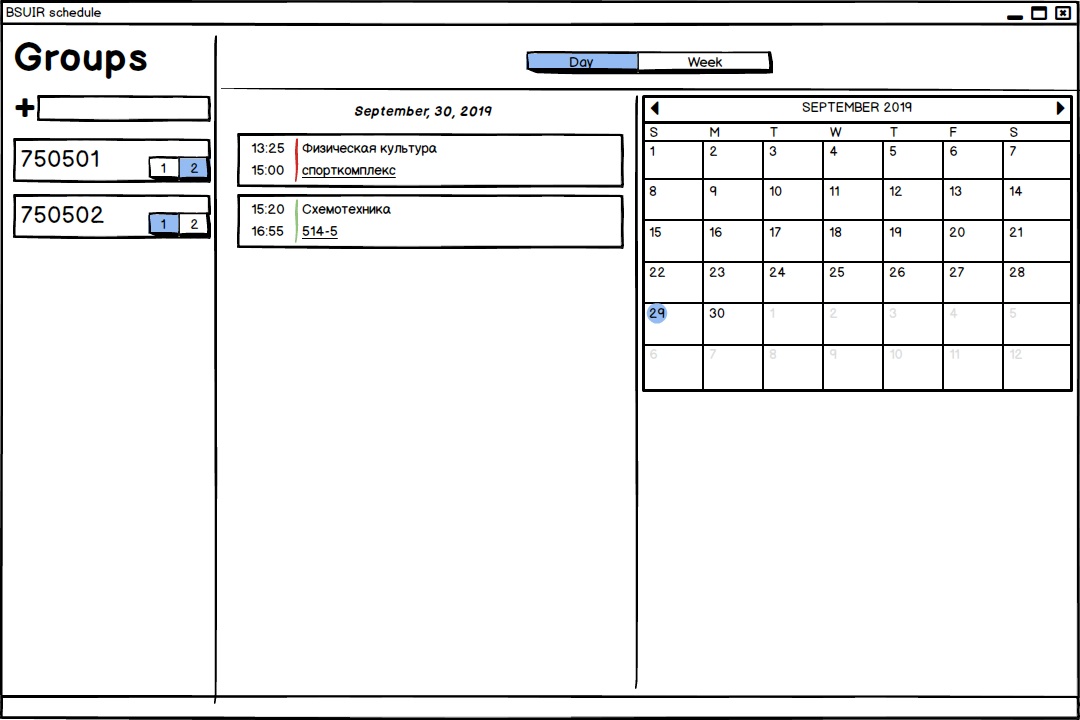 BSUIR schedule
Groups
Day Week
750501
1 2
750502
1 2
September, 30, 2019
13:25 Физическая культура
15:00 спорткомплекс
15:20 Схемотехника
16:55 514-5
SEPTEMBER 2019
S M T W T F S
1 2 3 4 5 6 7
8 9 10 11 12 13 14
15 16 17 18 19 20 21
22 23 24 25 26 27 28
29 30 1 2 3 4 5
6 7 8 9 10 11 12